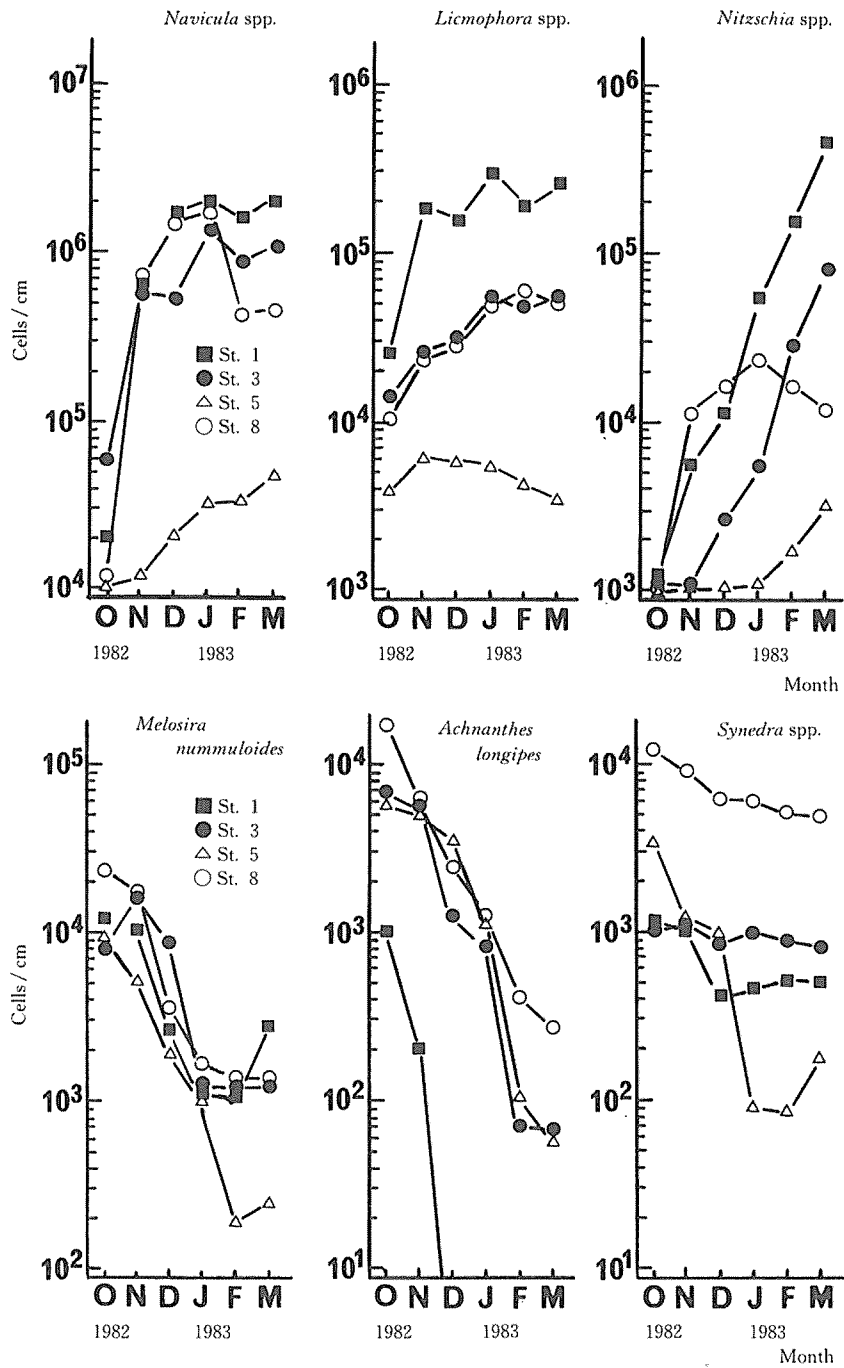 Navicula spp.
Licmophora spp.
Nitzschia spp.
Cells / cm
10⁷
10⁶
10⁵
10⁴
St. 1
St. 3
St. 5
St. 8
O N D J F M
1982 1983
10⁶
10⁵
10⁴
10³
O N D J F M
1982 1983
10⁶
10⁵
10⁴
10³
O N D J F M
1982 1983
Month
Melosira
nummuloides
Achnanthes
longipes
Synedra spp.
Cells / cm
10⁵
10⁴
10³
10²
St. 1
St. 3
St. 5
St. 8
O N D J F M
1982 1983
10⁴
10³
10²
10¹
O N D J F M
1982 1983
10⁴
10³
10²
10¹
O N D J F M
1982 1983
Month